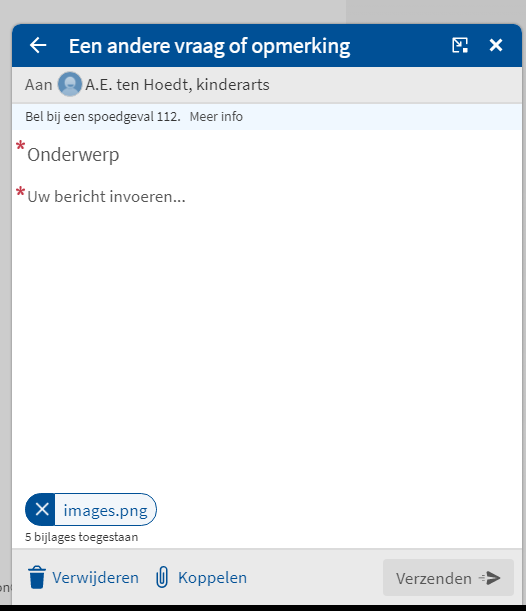 Een andere vraag of opmerking
Aan A.E. ten Hoedt, kinderarts
Bel bij een spoedgeval 112. Meer info
* Onderwerp
* Uw bericht invoeren...
images.png
5 bijlages toegestaan
Verwijderen Koppelen Verzenden